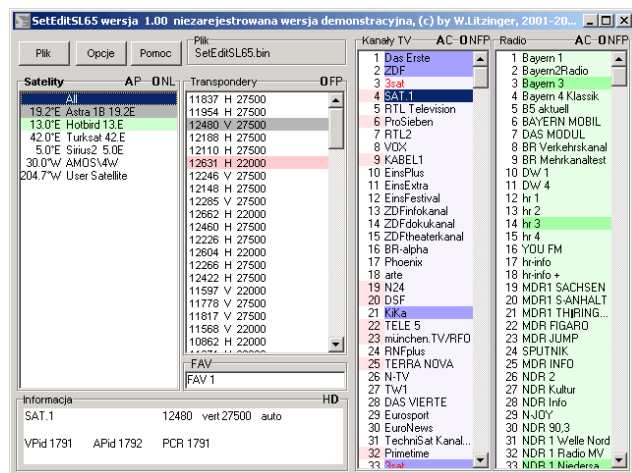 SetEditSL65 wersja 1.00 niezarejestrowana wersja demonstracyjna, (c) by W.Litzinger, 2001-20...
Plik
Opcje
Pomoc
Plik
SetEditSL65.bin
Satelity AP ONL
All
19.2°E Astra 1B 19.2E
13.0°E Hotbird 13.E
42.0°E Turksat 42.E
5.0°E Sirius2 5.0E
30.0°W AMOS\4W
204.7°W User Satellite
Transpondery OFP
11837 H 27500
11954 H 27500
12480 V 27500
12188 H 27500
12110 H 27500
12631 H 22000
12246 V 27500
12148 H 27500
12285 V 27500
12662 H 22000
12460 H 27500
12226 H 27500
12604 H 22000
12266 H 22000
12422 H 27500
11597 V 22000
11778 V 27500
11817 V 27500
11568 V 22000
10862 H 22000
FAV
FAV 1
Informacja HD
SAT.1 12480 vert 27500 auto
VPid 1791 APid 1792 PCR 1791
Kanały TV AC ONFP
1 Das Erste
2 ZDF
3 3sat
4 SAT.1
5 RTL Television
6 ProSieben
7 RTL2
8 VOX
9 KABEL1
10 EinsPlus
11 EinsExtra
12 EinsFestival
13 ZDFinfokanal
14 ZDFdokukanal
15 ZDFtheaterkanal
16 BR-alpha
17 Phoenix
18 arte
19 N24
20 DSF
21 KiKa
22 TELE 5
23 münchen.TV/RFO
24 RNFplus
25 TERRA NOVA
26 N-TV
27 TW1
28 DAS VIERTE
29 Eurosport
30 EuroNews
31 TechniSat Kanal...
32 Primetime
33 3sat
Radio AC ONFP
1 Bayern 1
2 Bayern2Radio
3 Bayern 3
4 Bayern 4 Klassik
5 B5 aktuell
6 BAYERN MOBIL
7 DAS MODUL
8 BR Verkehrskanal
9 BR Mehrkanaltest
10 DW 1
11 DW 4
12 hr 1
13 hr 2
14 hr 3
15 hr 4
16 YOU FM
17 hr-info
18 hr-info +
19 MDR1 SACHSEN
20 MDR1 S-ANHALT
21 MDR1 THIRING...
22 MDR FIGARO
23 MDR JUMP
24 SPUTNIK
25 MDR INFO
26 NDR 2
27 NDR Kultur
28 NDR Info
29 N-JOY
30 NDR 90,3
31 NDR 1 Welle Nord
32 NDR 1 Radio MV
33 NDR 1 Niedersa